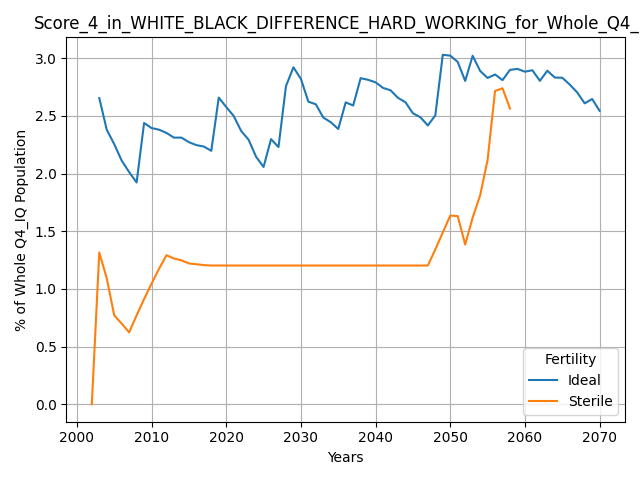 Score_4_in_WHITE_BLACK_DIFFERENCE_HARD_WORKING_for_Whole_Q4_
% of Whole Q4_IQ Population
3.0
2.5
2.0
1.5
1.0
0.5
0.0
Fertility
Ideal
Sterile
2000 2010 2020 2030 2040 2050 2060 2070
Years